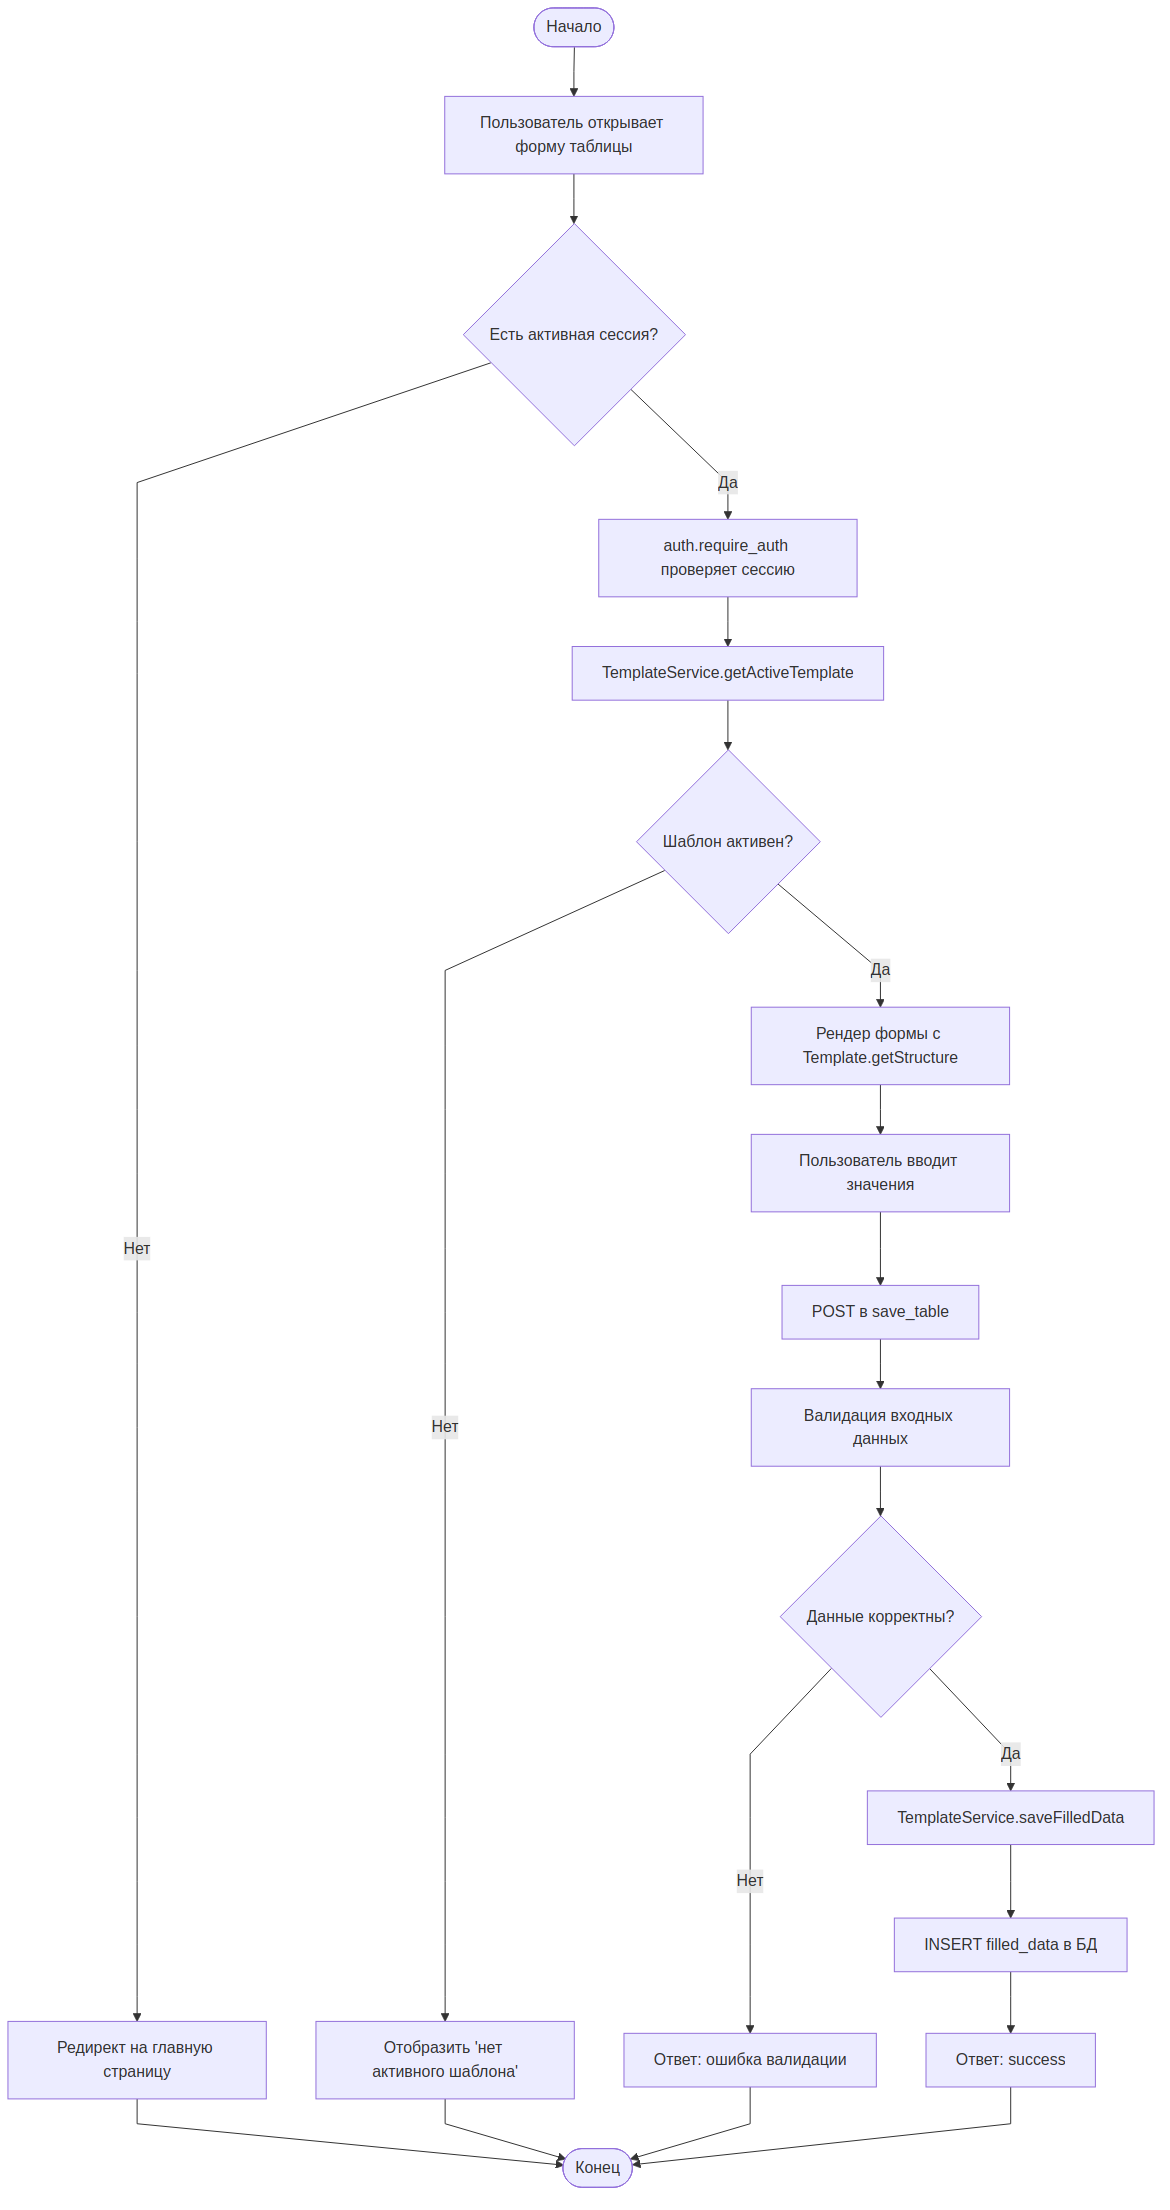 Начало
Пользователь открывает
форму таблицы
Есть активная сессия?
Да
auth.require_auth
проверяет сессию
TemplateService.getActiveTemplate
Шаблон активен?
Да
Рендер формы с
Template.getStructure
Пользователь вводит
значения
Нет
POST в save_table
Валидация входных
данных
Нет
Данные корректны?
Да
TemplateService.saveFilledData
Нет
INSERT filled_data в БД
Редирект на главную
страницу
Отобразить 'нет
активного шаблона'
Ответ: ошибка валидации
Ответ: success
Конец